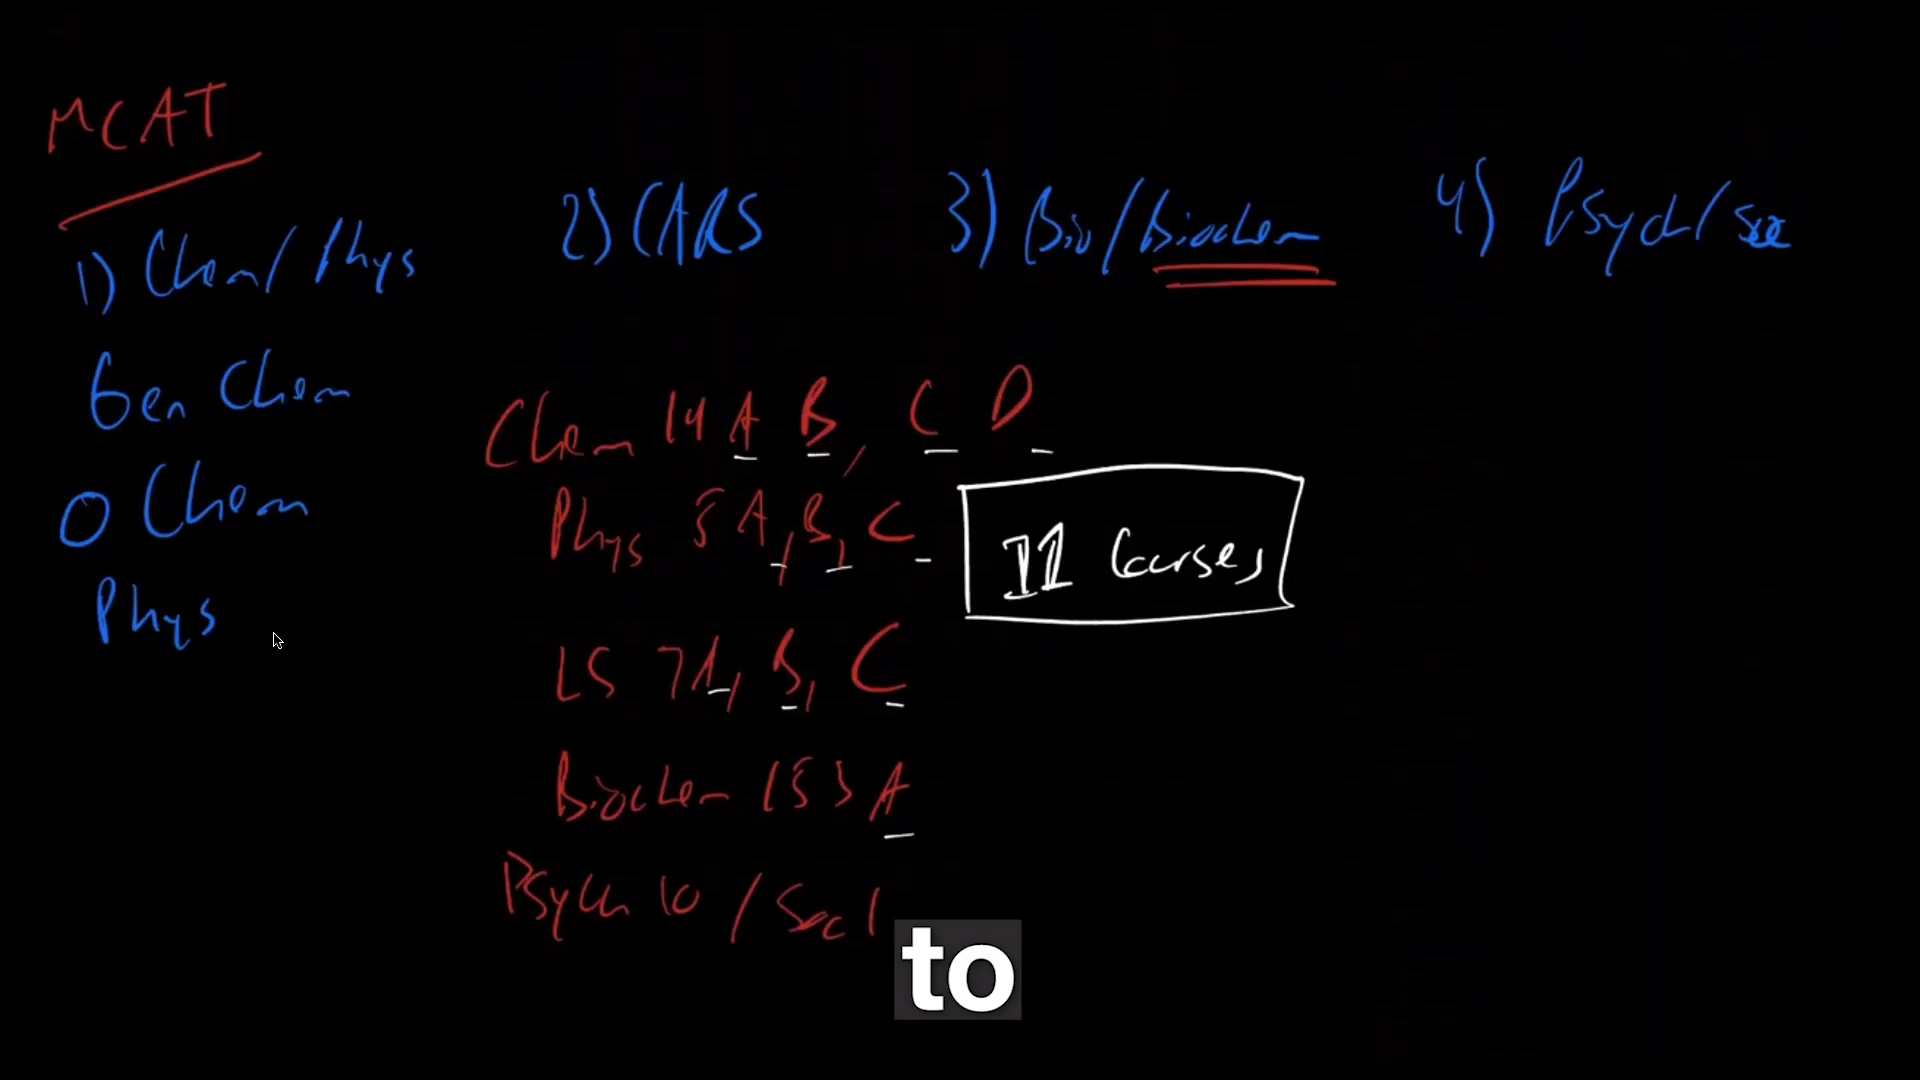 MCAT
1) Chem/Phys
2) CARS
3) Bio/Biochem
4) Psych/Soc
Gen Chem
O Chem
Phys
Chem 14 A B, C D
Phys 5 A, B, C
11 Courses
LS 7A, B, C
Biochem 153 A
Psych 10 / Soc 1
to